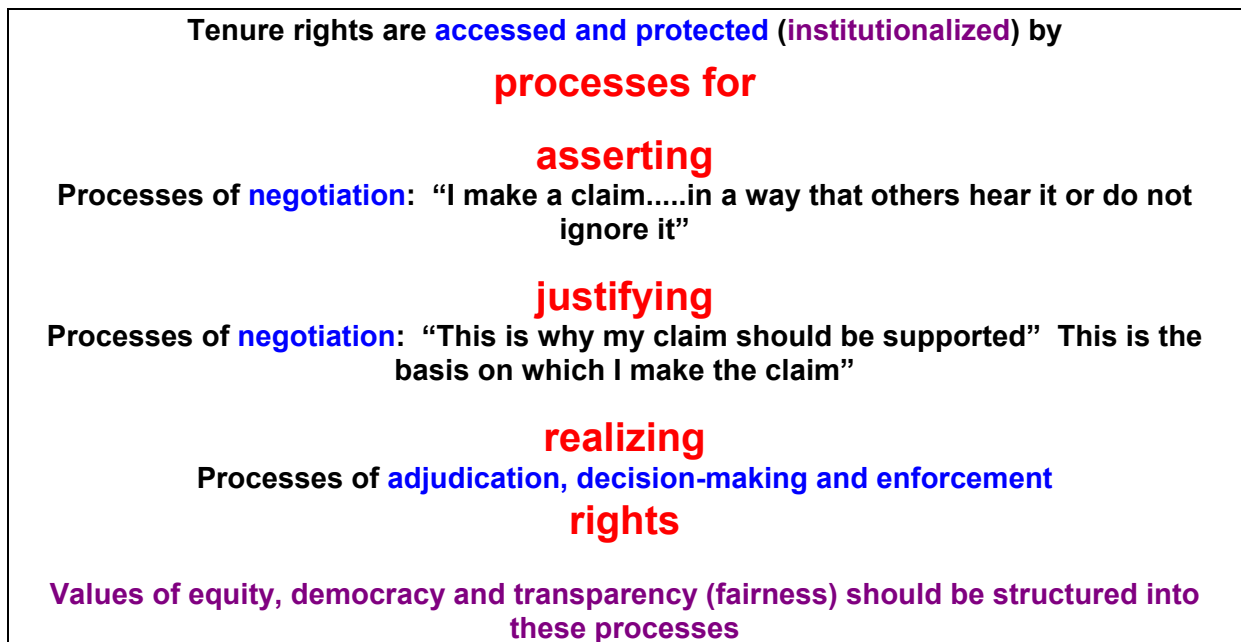 Tenure rights are accessed and protected (institutionalized) by
processes for
asserting
Processes of negotiation:  “I make a claim.....in a way that others hear it or do not
ignore it”
justifying
Processes of negotiation:  “This is why my claim should be supported”  This is the
basis on which I make the claim”
realizing
Processes of adjudication, decision-making and enforcement
rights
Values of equity, democracy and transparency (fairness) should be structured into
these processes